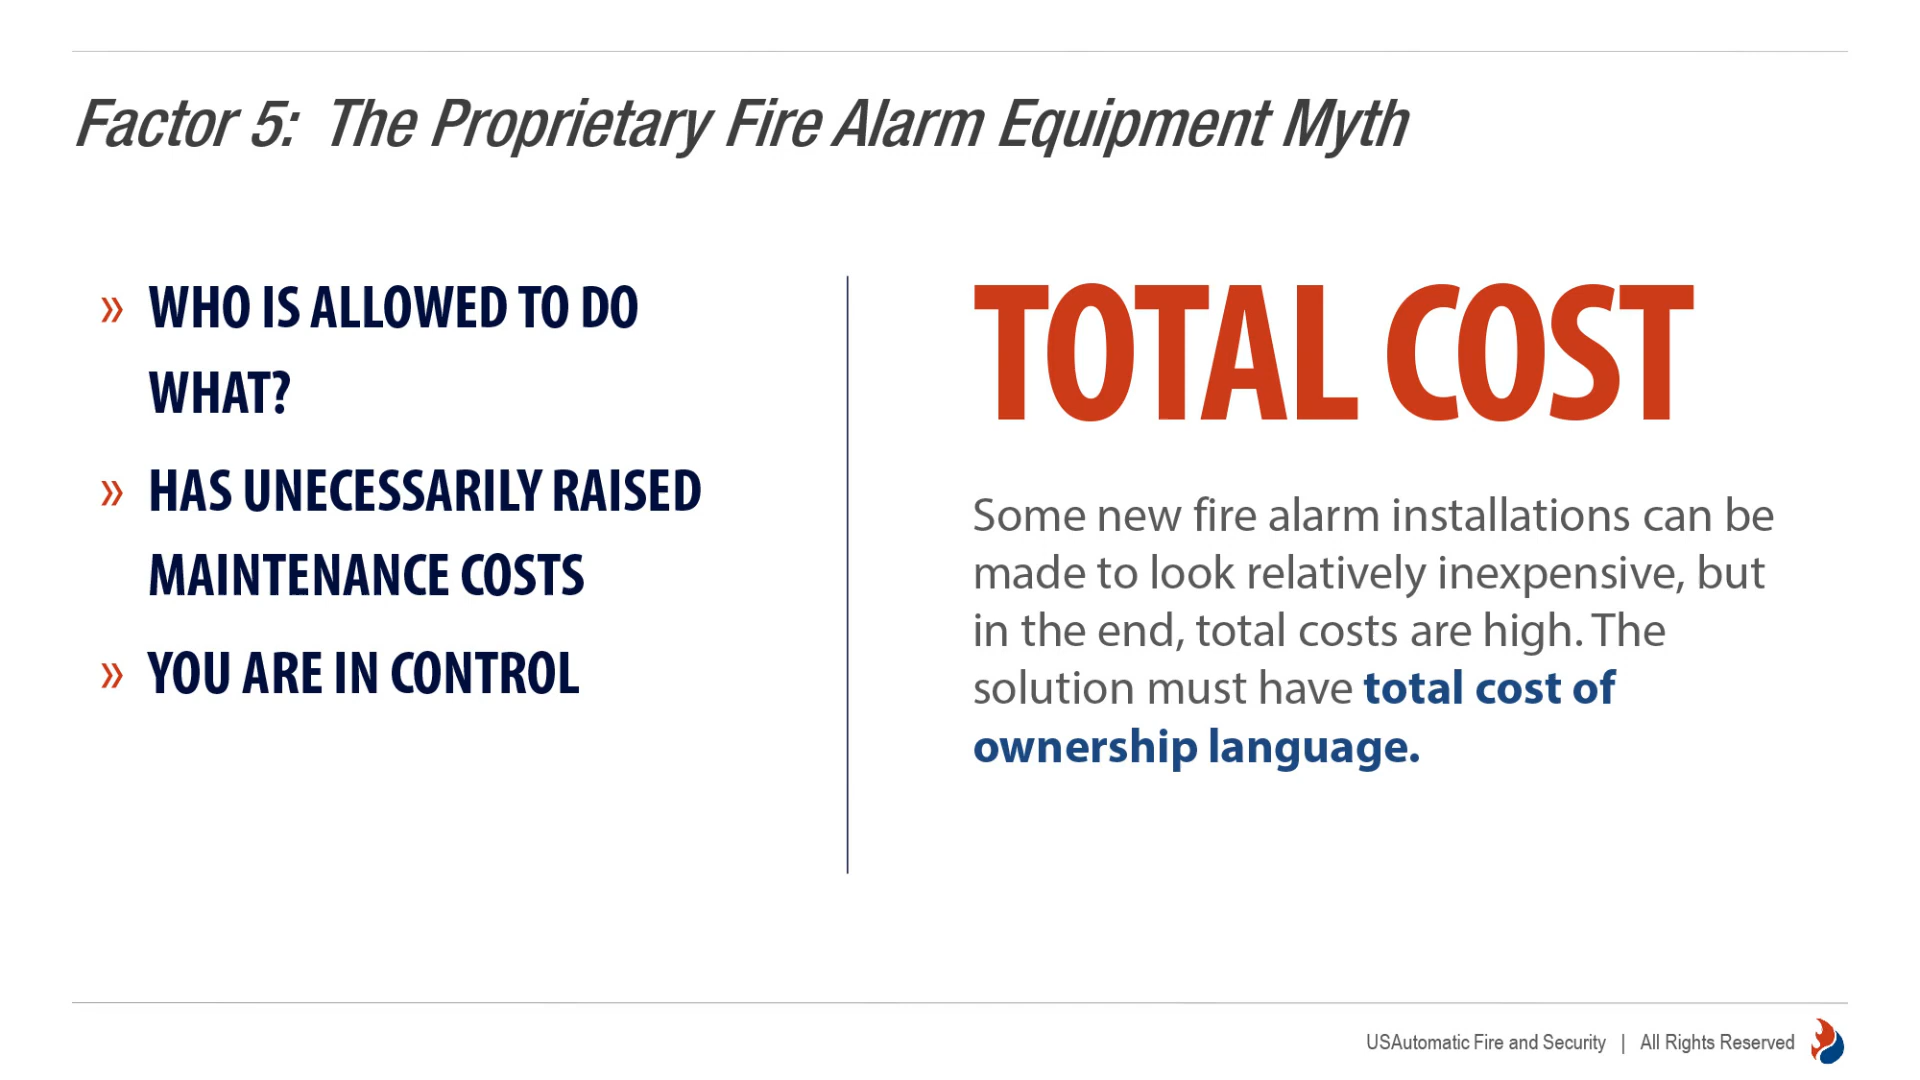 Factor 5: The Proprietary Fire Alarm Equipment Myth
» WHO IS ALLOWED TO DO
WHAT?
» HAS UNECESSARILY RAISED
MAINTENANCE COSTS
» YOU ARE IN CONTROL
TOTAL COST
Some new fire alarm installations can be
made to look relatively inexpensive, but
in the end, total costs are high. The
solution must have total cost of
ownership language.
USAutomatic Fire and Security | All Rights Reserved